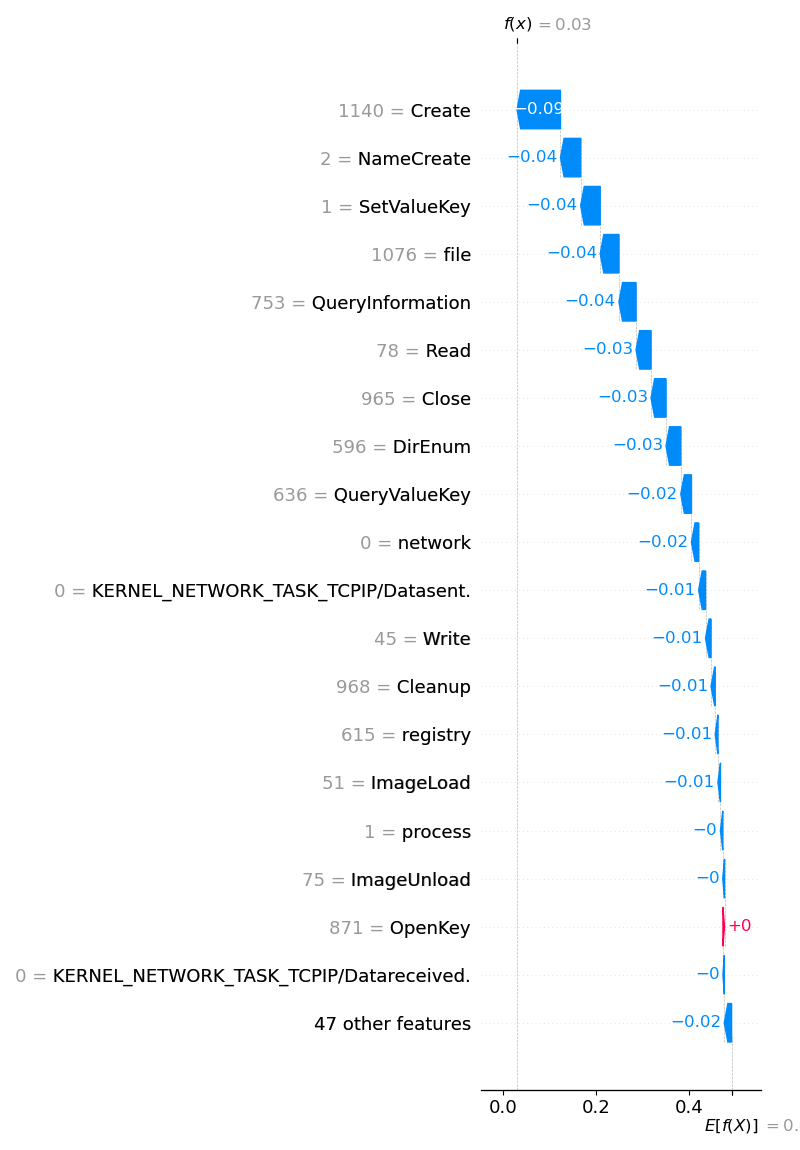 f(x) = 0.03
1140 = Create −0.09
2 = NameCreate −0.04
1 = SetValueKey −0.04
1076 = file −0.04
753 = QueryInformation −0.04
78 = Read −0.03
965 = Close −0.03
596 = DirEnum −0.03
636 = QueryValueKey −0.02
0 = network −0.02
0 = KERNEL_NETWORK_TASK_TCPIP/Datasent. −0.01
45 = Write −0.01
968 = Cleanup −0.01
615 = registry −0.01
51 = ImageLoad −0.01
1 = process −0
75 = ImageUnload −0
871 = OpenKey +0
0 = KERNEL_NETWORK_TASK_TCPIP/Datareceived. −0
47 other features −0.02
0.0 0.2 0.4
E[f(X)] = 0.